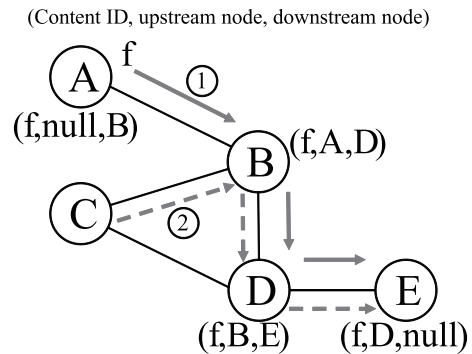 (Content ID, upstream node, downstream node)
f
A
①
(f,null,B)
B
(f,A,D)
C
②
D
E
(f,B,E)
(f,D,null)